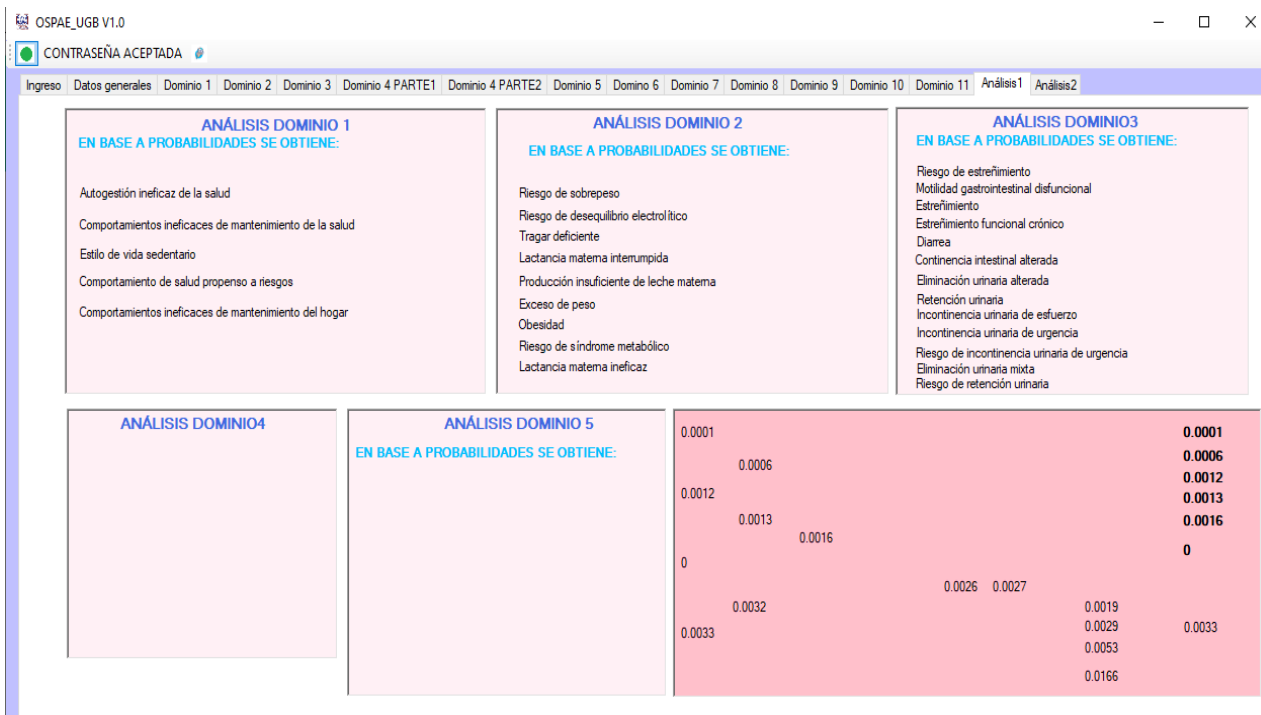 OSPAE_UGB V1.0
CONTRASEÑA ACEPTADA
Ingreso Datos generales Dominio 1 Dominio 2 Dominio 3 Dominio 4 PARTE1 Dominio 4 PARTE2 Dominio 5 Domino 6 Dominio 7 Dominio 8 Dominio 9 Dominio 10 Dominio 11 Análisis1 Análisis2
ANÁLISIS DOMINIO 1
EN BASE A PROBABILIDADES SE OBTIENE:
Autogestión ineficaz de la salud
Comportamientos ineficaces de mantenimiento de la salud
Estilo de vida sedentario
Comportamiento de salud propenso a riesgos
Comportamientos ineficaces de mantenimiento del hogar
ANÁLISIS DOMINIO 2
EN BASE A PROBABILIDADES SE OBTIENE:
Riesgo de sobrepeso
Riesgo de desequilibrio electrolítico
Tragar deficiente
Lactancia materna interrumpida
Producción insuficiente de leche materna
Exceso de peso
Obesidad
Riesgo de síndrome metabólico
Lactancia materna ineficaz
ANÁLISIS DOMINIO3
EN BASE A PROBABILIDADES SE OBTIENE:
Riesgo de estreñimiento
Motilidad gastrointestinal disfuncional
Estreñimiento
Estreñimiento funcional crónico
Diarrea
Continencia intestinal alterada
Eliminación urinaria alterada
Retención urinaria
Incontinencia urinaria de esfuerzo
Incontinencia urinaria de urgencia
Riesgo de incontinencia urinaria de urgencia
Eliminación urinaria mixta
Riesgo de retención urinaria
ANÁLISIS DOMINIO4
ANÁLISIS DOMINIO 5
EN BASE A PROBABILIDADES SE OBTIENE:
0.0001 0.0001
0.0006 0.0006
0.0012 0.0012
0.0013 0.0013
0.0016 0.0016
0 0
0.0026 0.0027
0.0032 0.0019
0.0033 0.0029 0.0033
0.0053
0.0166